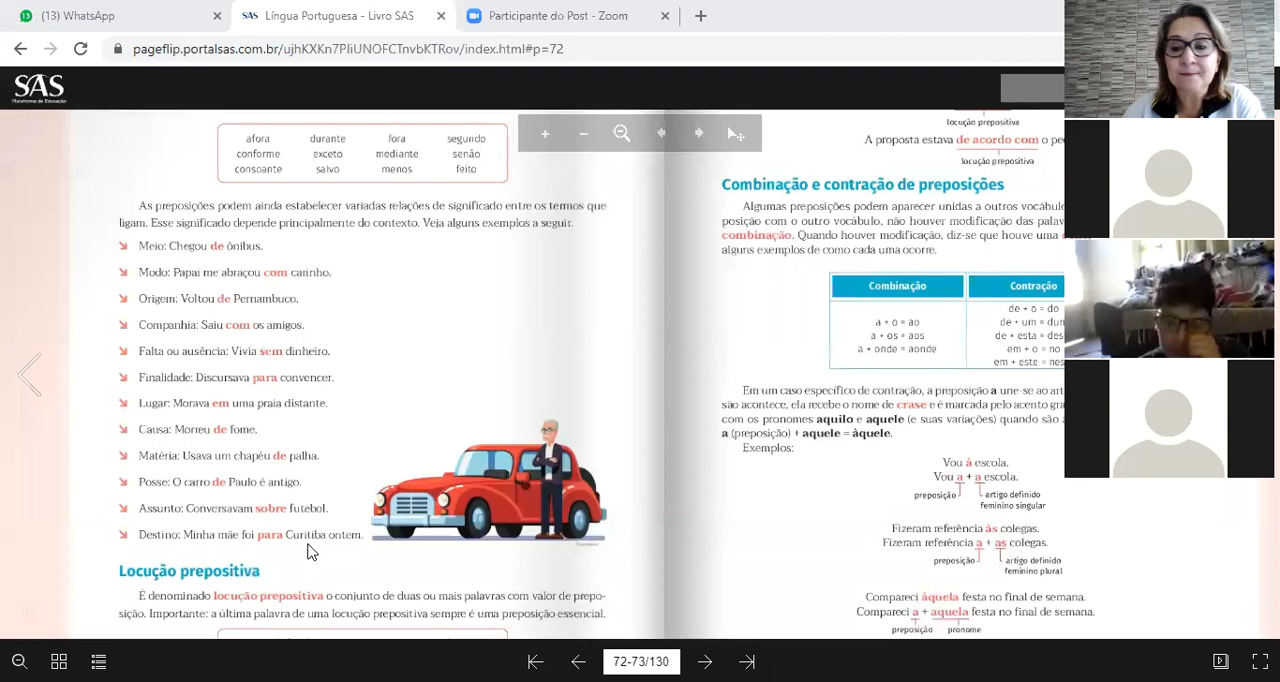 (13) WhatsApp
SAS Língua Portuguesa - Livro SAS
Participante do Post - Zoom
pageflip.portalsas.com.br/ujhKXKn7PIiUNOFCTnvbKTRov/index.html#p=72
SAS
Plataforma de Educação
afora durante fora segundo
conforme exceto mediante senão
consoante salvo menos feito
As preposições podem ainda estabelecer variadas relações de significado entre os termos que
ligam. Esse significado depende principalmente do contexto. Veja alguns exemplos a seguir.
Meio: Chegou de ônibus.
Modo: Papai me abraçou com carinho.
Origem: Voltou de Pernambuco.
Companhia: Saiu com os amigos.
Falta ou ausência: Vivia sem dinheiro.
Finalidade: Discursava para convencer.
Lugar: Morava em uma praia distante.
Causa: Morreu de fome.
Matéria: Usava um chapéu de palha.
Posse: O carro de Paulo é antigo.
Assunto: Conversavam sobre futebol.
Destino: Minha mãe foi para Curitiba ontem.
Locução prepositiva
É denominado locução prepositiva o conjunto de duas ou mais palavras com valor de prepo-
sição. Importante: a última palavra de uma locução prepositiva sempre é uma preposição essencial.
locução prepositiva
A proposta estava de acordo com o
locução prepositiva
Combinação e contração de preposições
Algumas preposições podem aparecer unidas a outros
posição com o outro vocábulo, não houver modificação das
combinação. Quando houver modificação, diz-se que houve uma
alguns exemplos de como cada uma ocorre.
Combinação Contração
de + o = do
a + o = ao de + um =
a + os = aos de + esta =
a + onde = aonde em + o = no
em + este =
Em um caso específico de contração, a preposição a une-se ao
são acontece, ela recebe o nome de crase e é marcada pelo acento
com os pronomes aquilo e aquele (e suas variações) quando são
a (preposição) + aquele = àquele.
Exemplos:
Vou à escola.
Vou a + a escola.
preposição artigo definido
feminino singular
Fizeram referência às colegas.
Fizeram referência a + as colegas.
preposição artigo definido
feminino plural
Compareci àquela festa no final de semana.
Compareci a + aquela festa no final de semana.
preposição pronome
72-73/130